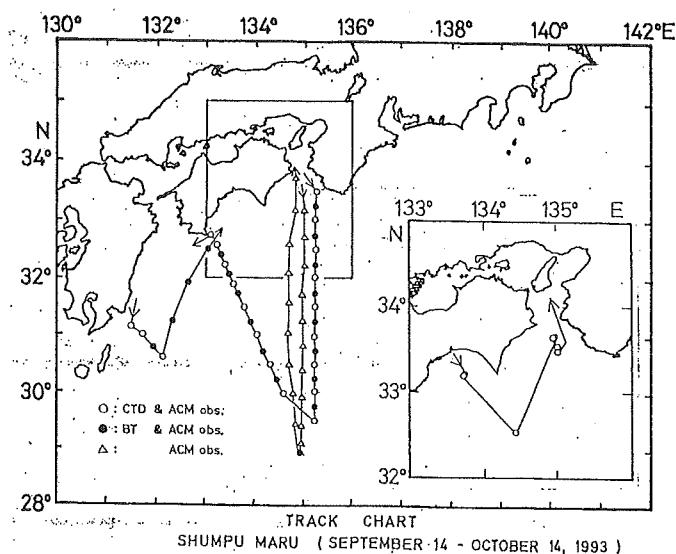 130° 132° 134° 136° 138° 140° 142°E
N
34°
32°
30°
28°
133° 134° 135° E
N
34°
33°
32°
○ : CTD & ACM obs.
● : BT & ACM obs.
△ : ACM obs.
TRACK CHART
SHUMPU MARU ( SEPTEMBER 14 - OCTOBER 14, 1993 )